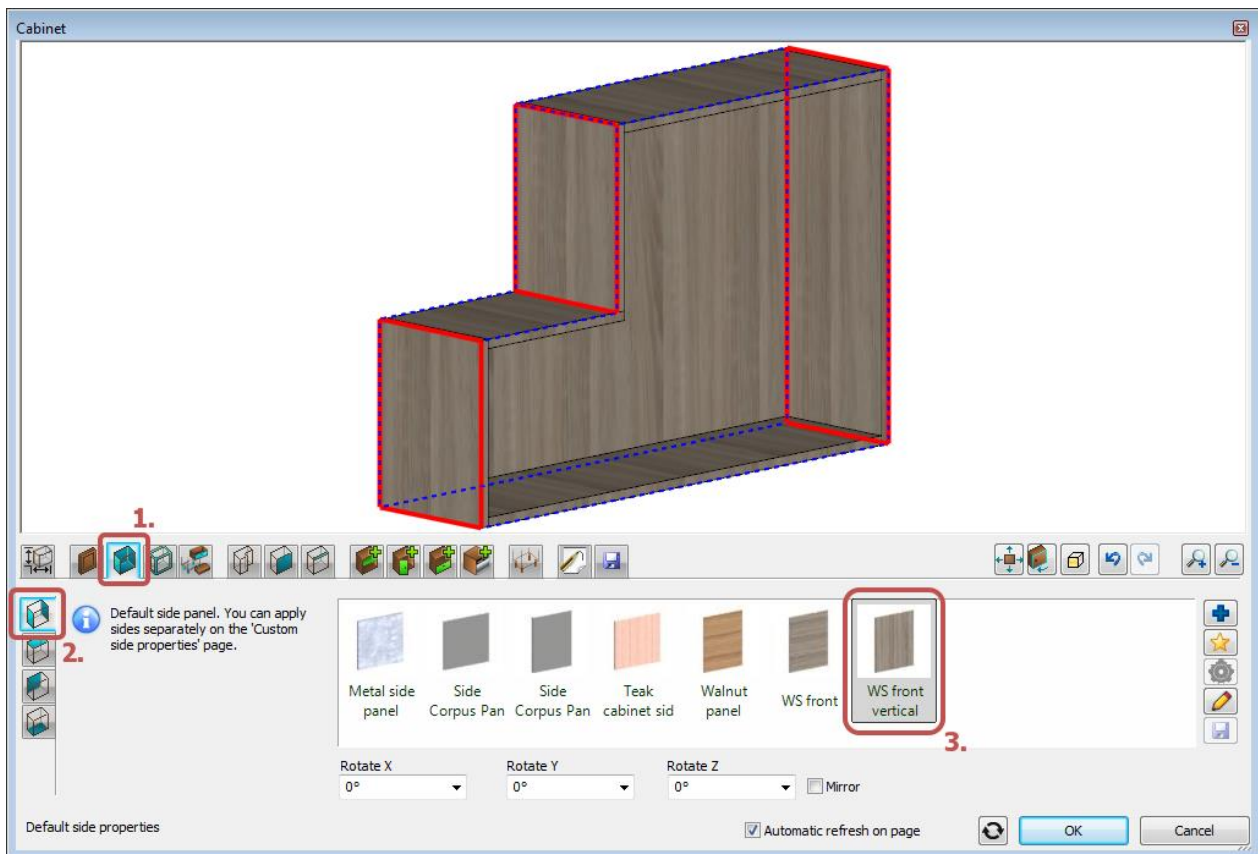 Cabinet
1.
2.
Default side panel. You can apply
sides separately on the 'Custom
side properties' page.
Metal side
panel
Side
Corpus Pan
Side
Corpus Pan
Teak
cabinet sid
Walnut
panel
WS front
WS front
vertical
3.
Rotate X
Rotate Y
Rotate Z
0°
0°
0°
Mirror
Default side properties
Automatic refresh on page
OK
Cancel